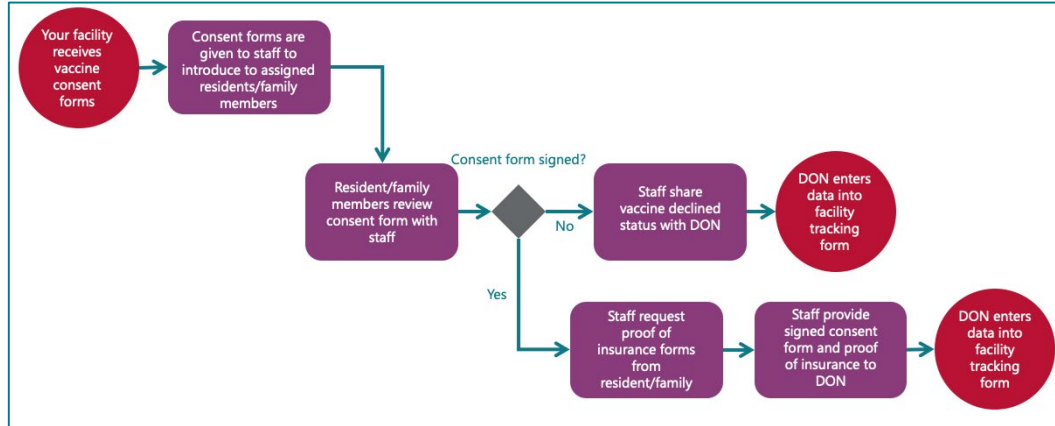 Your facility
receives
vaccine
consent
forms
Consent forms are
given to staff to
introduce to assigned
residents/family
members
Resident/family
members review
consent form with
staff
Consent form signed?
No
Staff share
vaccine declined
status with DON
DON enters
data into
facility
tracking
form
Yes
Staff request
proof of
insurance forms
from
resident/family
Staff provide
signed consent
form and proof
of insurance to
DON
DON enters
data into
facility
tracking
form